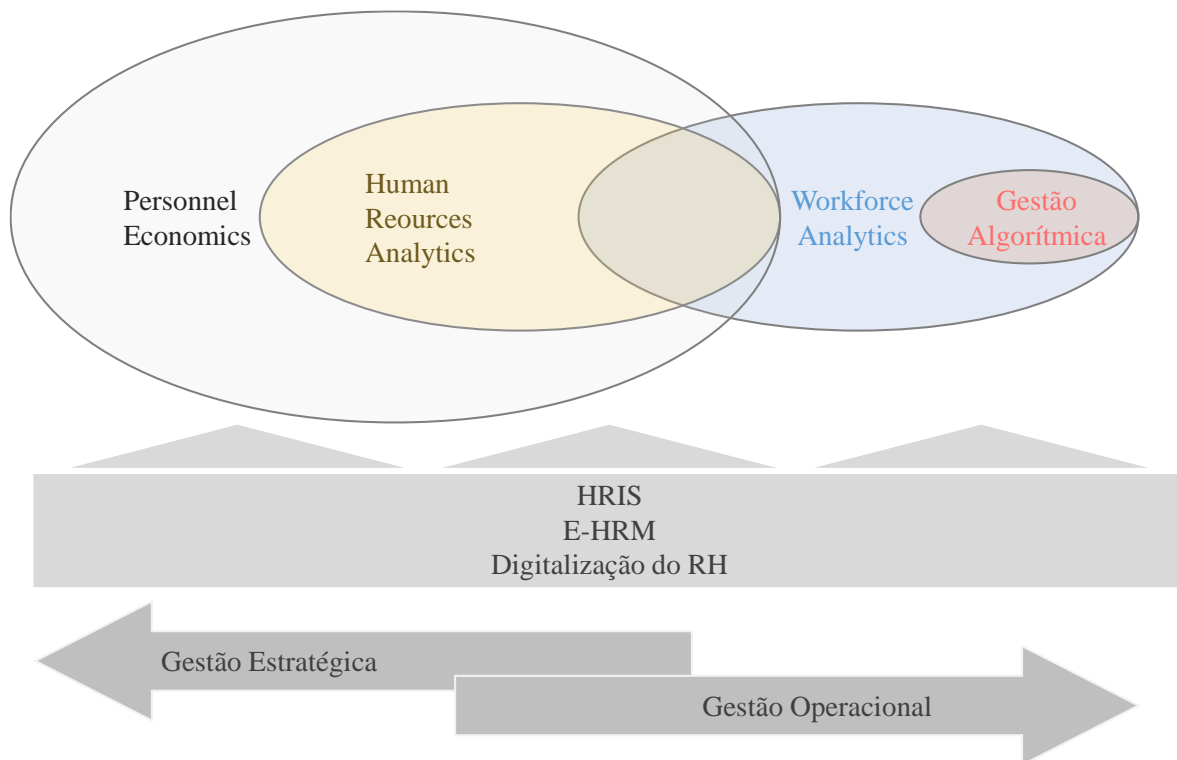 Personnel
Economics
Human
Reources
Analytics
Workforce
Analytics
Gestão
Algorítmica
HRIS
E-HRM
Digitalização do RH
Gestão Estratégica
Gestão Operacional